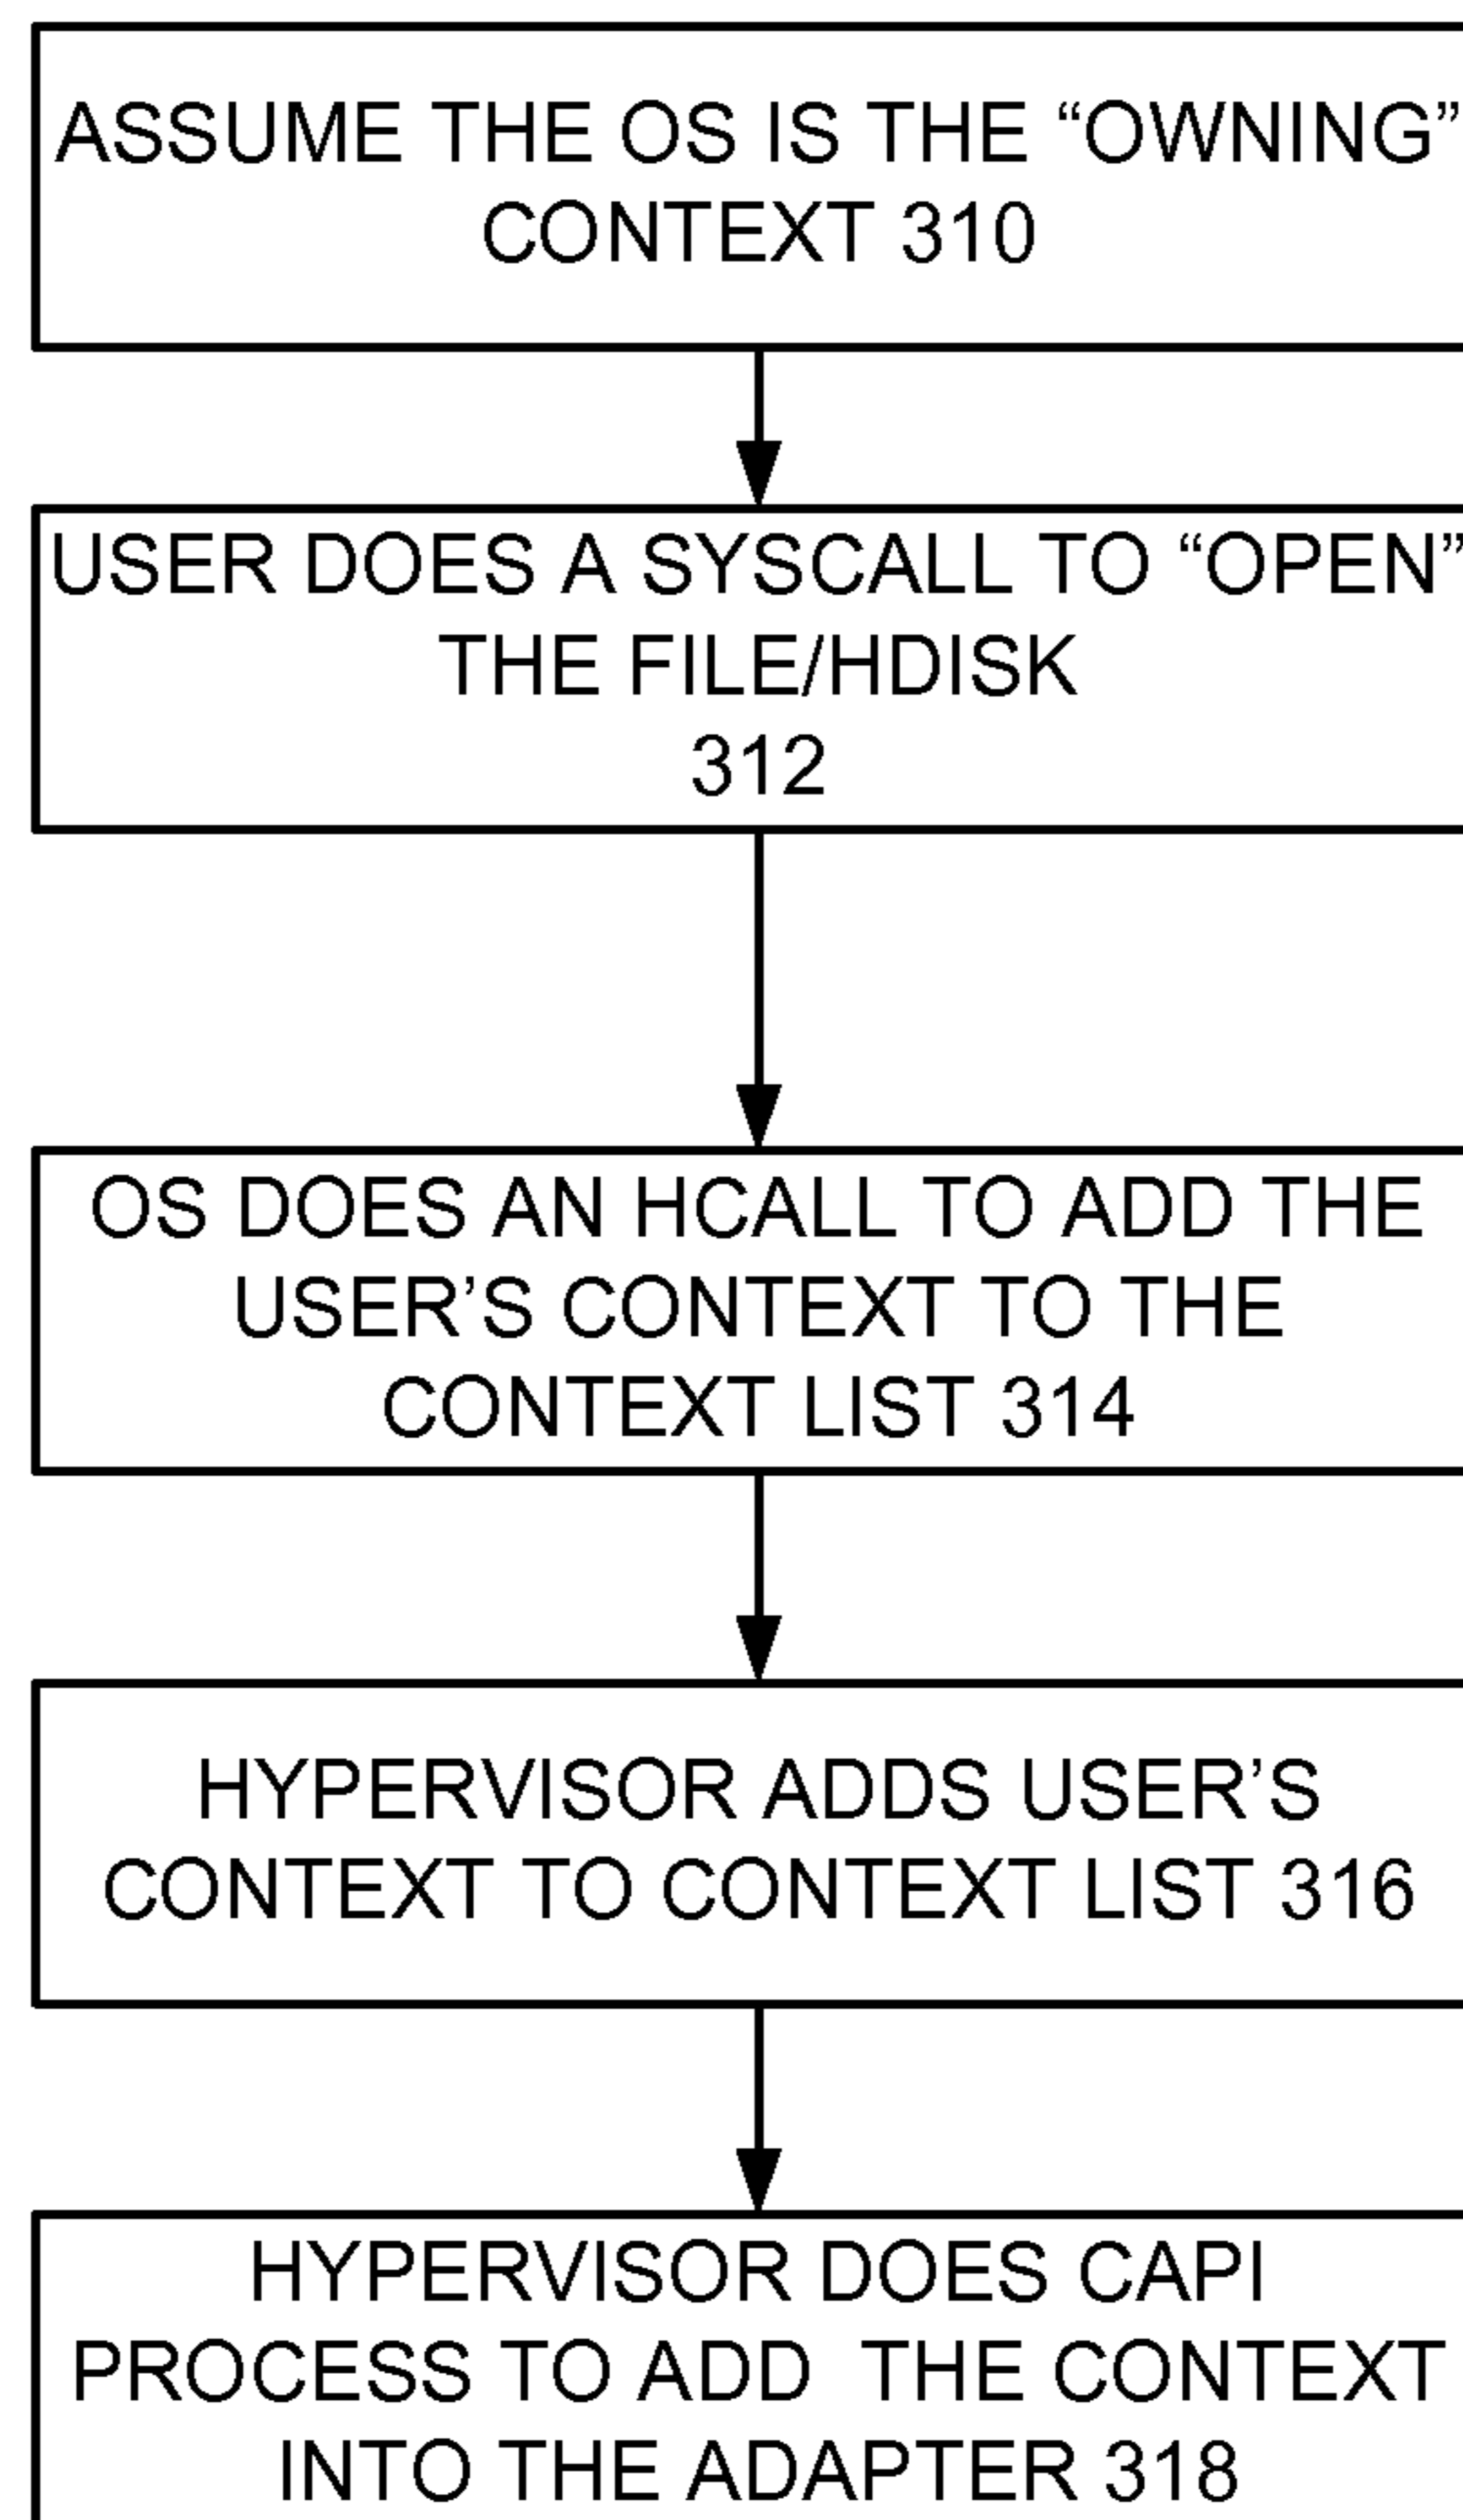 ASSUME THE OS IS THE “OWNING”
CONTEXT 310
USER DOES A SYSCALL TO “OPEN”
THE FILE/HDISK
312
OS DOES AN HCALL TO ADD THE
USER’S CONTEXT TO THE
CONTEXT LIST 314
HYPERVISOR ADDS USER’S
CONTEXT TO CONTEXT LIST 316
HYPERVISOR DOES CAPI
PROCESS TO ADD THE CONTEXT
INTO THE ADAPTER 318